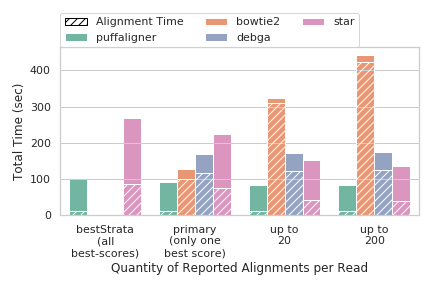 Alignment Time
puffaligner
bowtie2
debga
star
Total Time (sec)
400
300
200
100
0
bestStrata
(all
best-scores)
primary
(only one
best score)
up to
20
up to
200
Quantity of Reported Alignments per Read